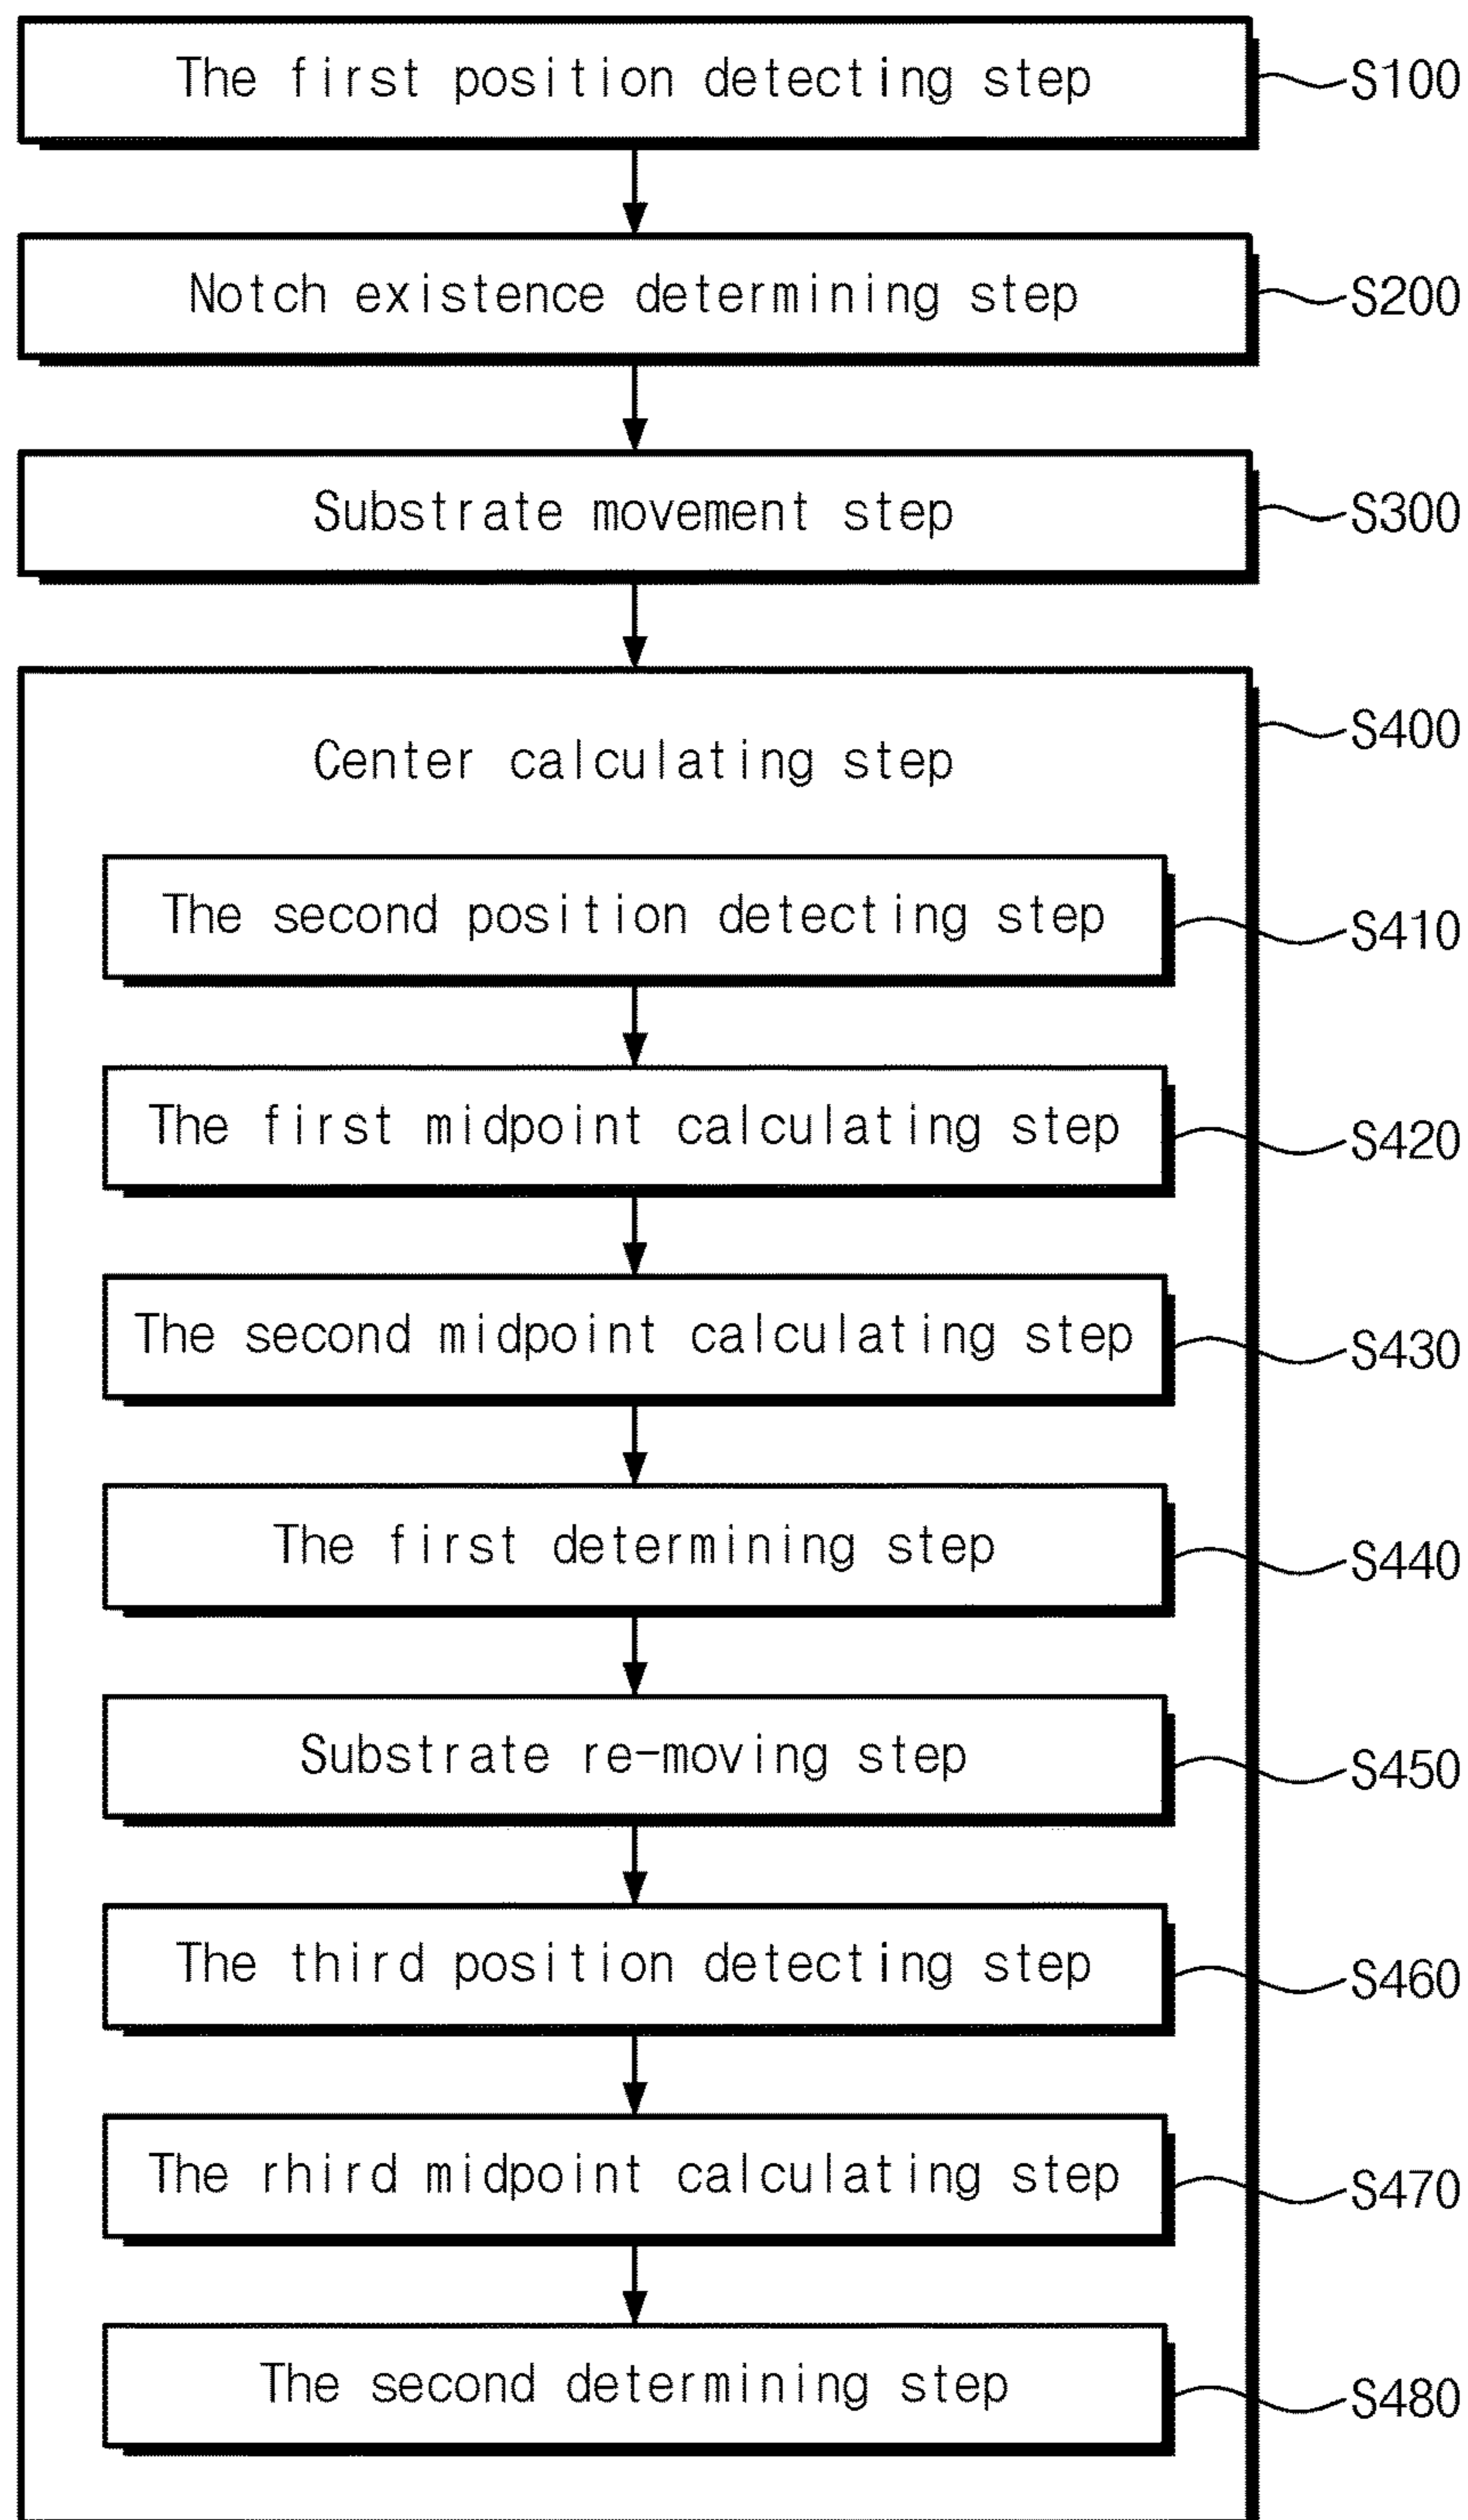 The first position detecting step
S100
Notch existence determining step
S200
Substrate movement step
S300
S400
Center calculating step
The second position detecting step
S410
The first midpoint calculating step
S420
The second midpoint calculating step
S430
The first determining step
S440
Substrate re-moving step
S450
The third position detecting step
S460
The rhird midpoint calculating step
S470
The second determining step
S480